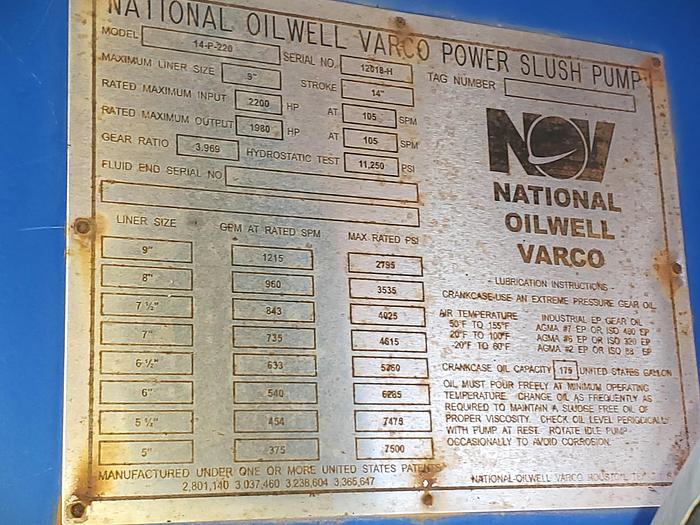 NATIONAL OILWELL VARCO POWER SLUSH PUMP
MODEL 14-P-220 SERIAL NO. 12018-H TAG NUMBER
MAXIMUM LINER SIZE 9" STROKE 14"
RATED MAXIMUM INPUT 2200 HP AT 105 SPM
RATED MAXIMUM OUTPUT 1980 HP AT 105 SPM
GEAR RATIO 3.969 HYDROSTATIC TEST 11,250 PSI
FLUID END SERIAL NO
LINER SIZE GPM AT RATED SPM MAX RATED PSI
9" 1215 2795
8" 960 3535
7 ½" 843 4025
7" 735 4615
6 ½" 633 5360
6" 540 6285
5 ½" 454 7475
5" 375 7500
MANUFACTURED UNDER ONE OR MORE UNITED STATES PATENTS
2,801,140 3,037,460 3,238,604 3,365,647
NOV
NATIONAL
OILWELL
VARCO
LUBRICATION INSTRUCTIONS
CRANKCASE-USE AN EXTREME PRESSURE GEAR OIL
AIR TEMPERATURE INDUSTRIAL EP GEAR OIL
50°F TO 155°F AGMA #7 EP OR ISO 460 EP
20°F TO 100°F AGMA #6 EP OR ISO 320 EP
-20°F TO 60°F AGMA #2 EP OR ISO 68 EP
CRANKCASE OIL CAPACITY 175 UNITED STATES GALLON
OIL MUST POUR FREELY AT MINIMUM OPERATING
TEMPERATURE. CHANGE OIL AS FREQUENTLY AS
REQUIRED TO MAINTAIN A SLUDGE FREE OIL OF
PROPER VISCOSITY. CHECK OIL LEVEL PERIODICALLY
WITH PUMP AT REST. ROTATE IDLE PUMP
OCCASIONALLY TO AVOID CORROSION.
NATIONAL-OILWELL VARCO, HOUSTON,